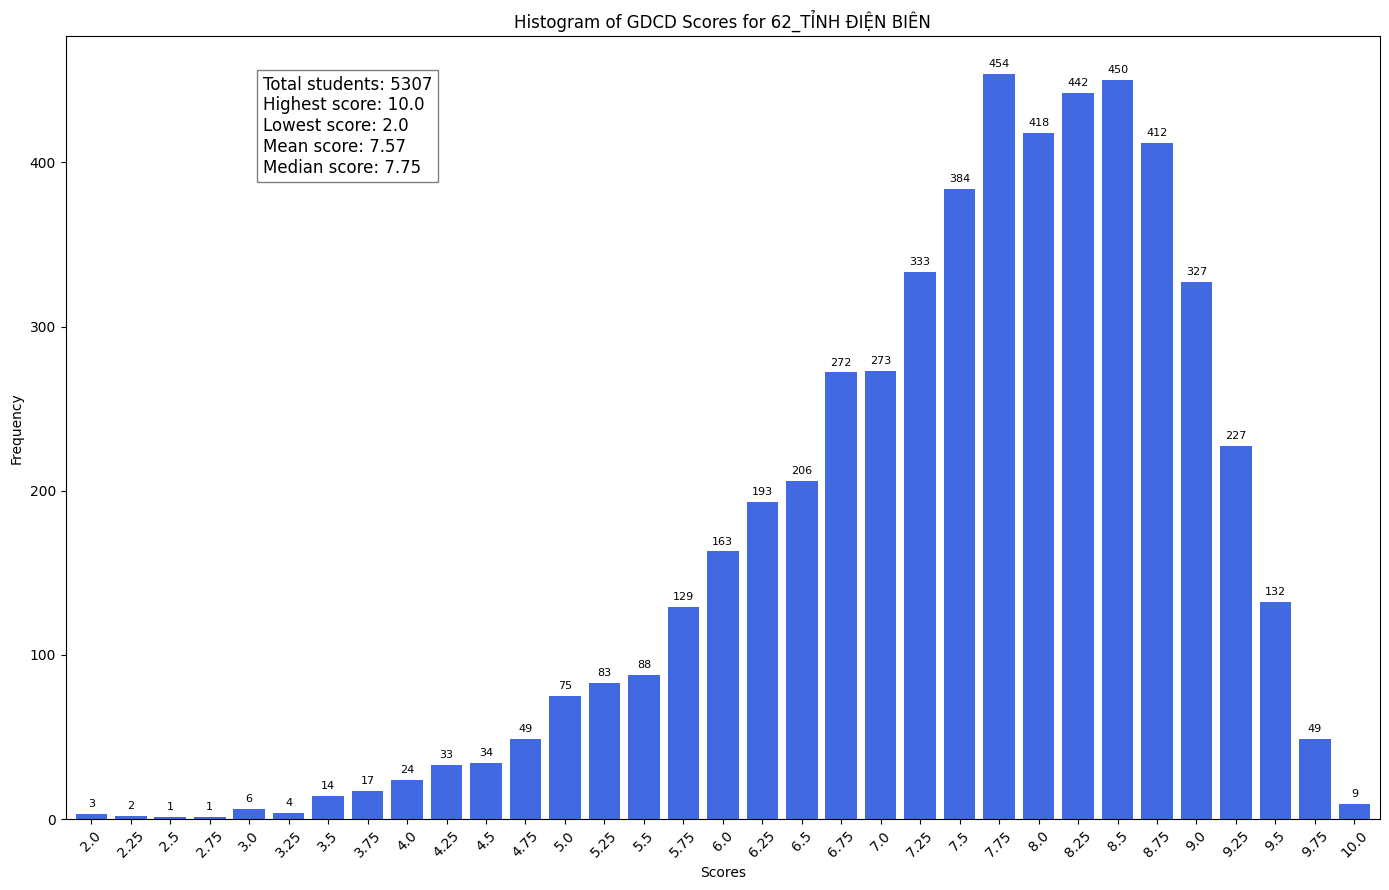 Histogram of GDCD Scores for 62_TỈNH ĐIỆN BIÊN
Total students: 5307
Highest score: 10.0
Lowest score: 2.0
Mean score: 7.57
Median score: 7.75
Frequency
400
300
200
100
0
3 2 1 1 6 4 14 17 24 33 34 49 75 83 88 129 163 193 206 272 273 333 384 454 418 442 450 412 327 227 132 49 9
2.0 2.25 2.5 2.75 3.0 3.25 3.5 3.75 4.0 4.25 4.5 4.75 5.0 5.25 5.5 5.75 6.0 6.25 6.5 6.75 7.0 7.25 7.5 7.75 8.0 8.25 8.5 8.75 9.0 9.25 9.5 9.75 10.0
Scores